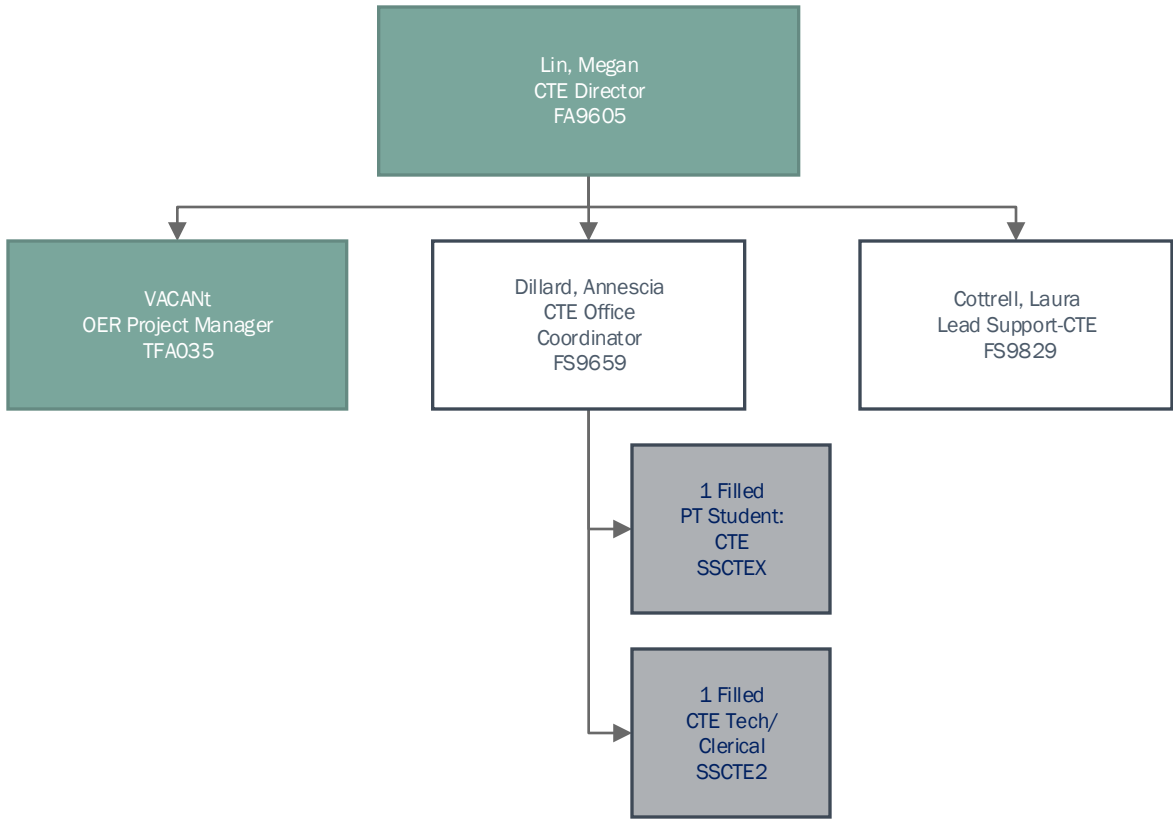 Lin, Megan
CTE Director
FA9605
VACANt
OER Project Manager
TFA035
Dillard, Annescia
CTE Office
Coordinator
FS9659
Cottrell, Laura
Lead Support-CTE
FS9829
1 Filled
PT Student:
CTE
SSCTEX
1 Filled
CTE Tech/
Clerical
SSCTE2